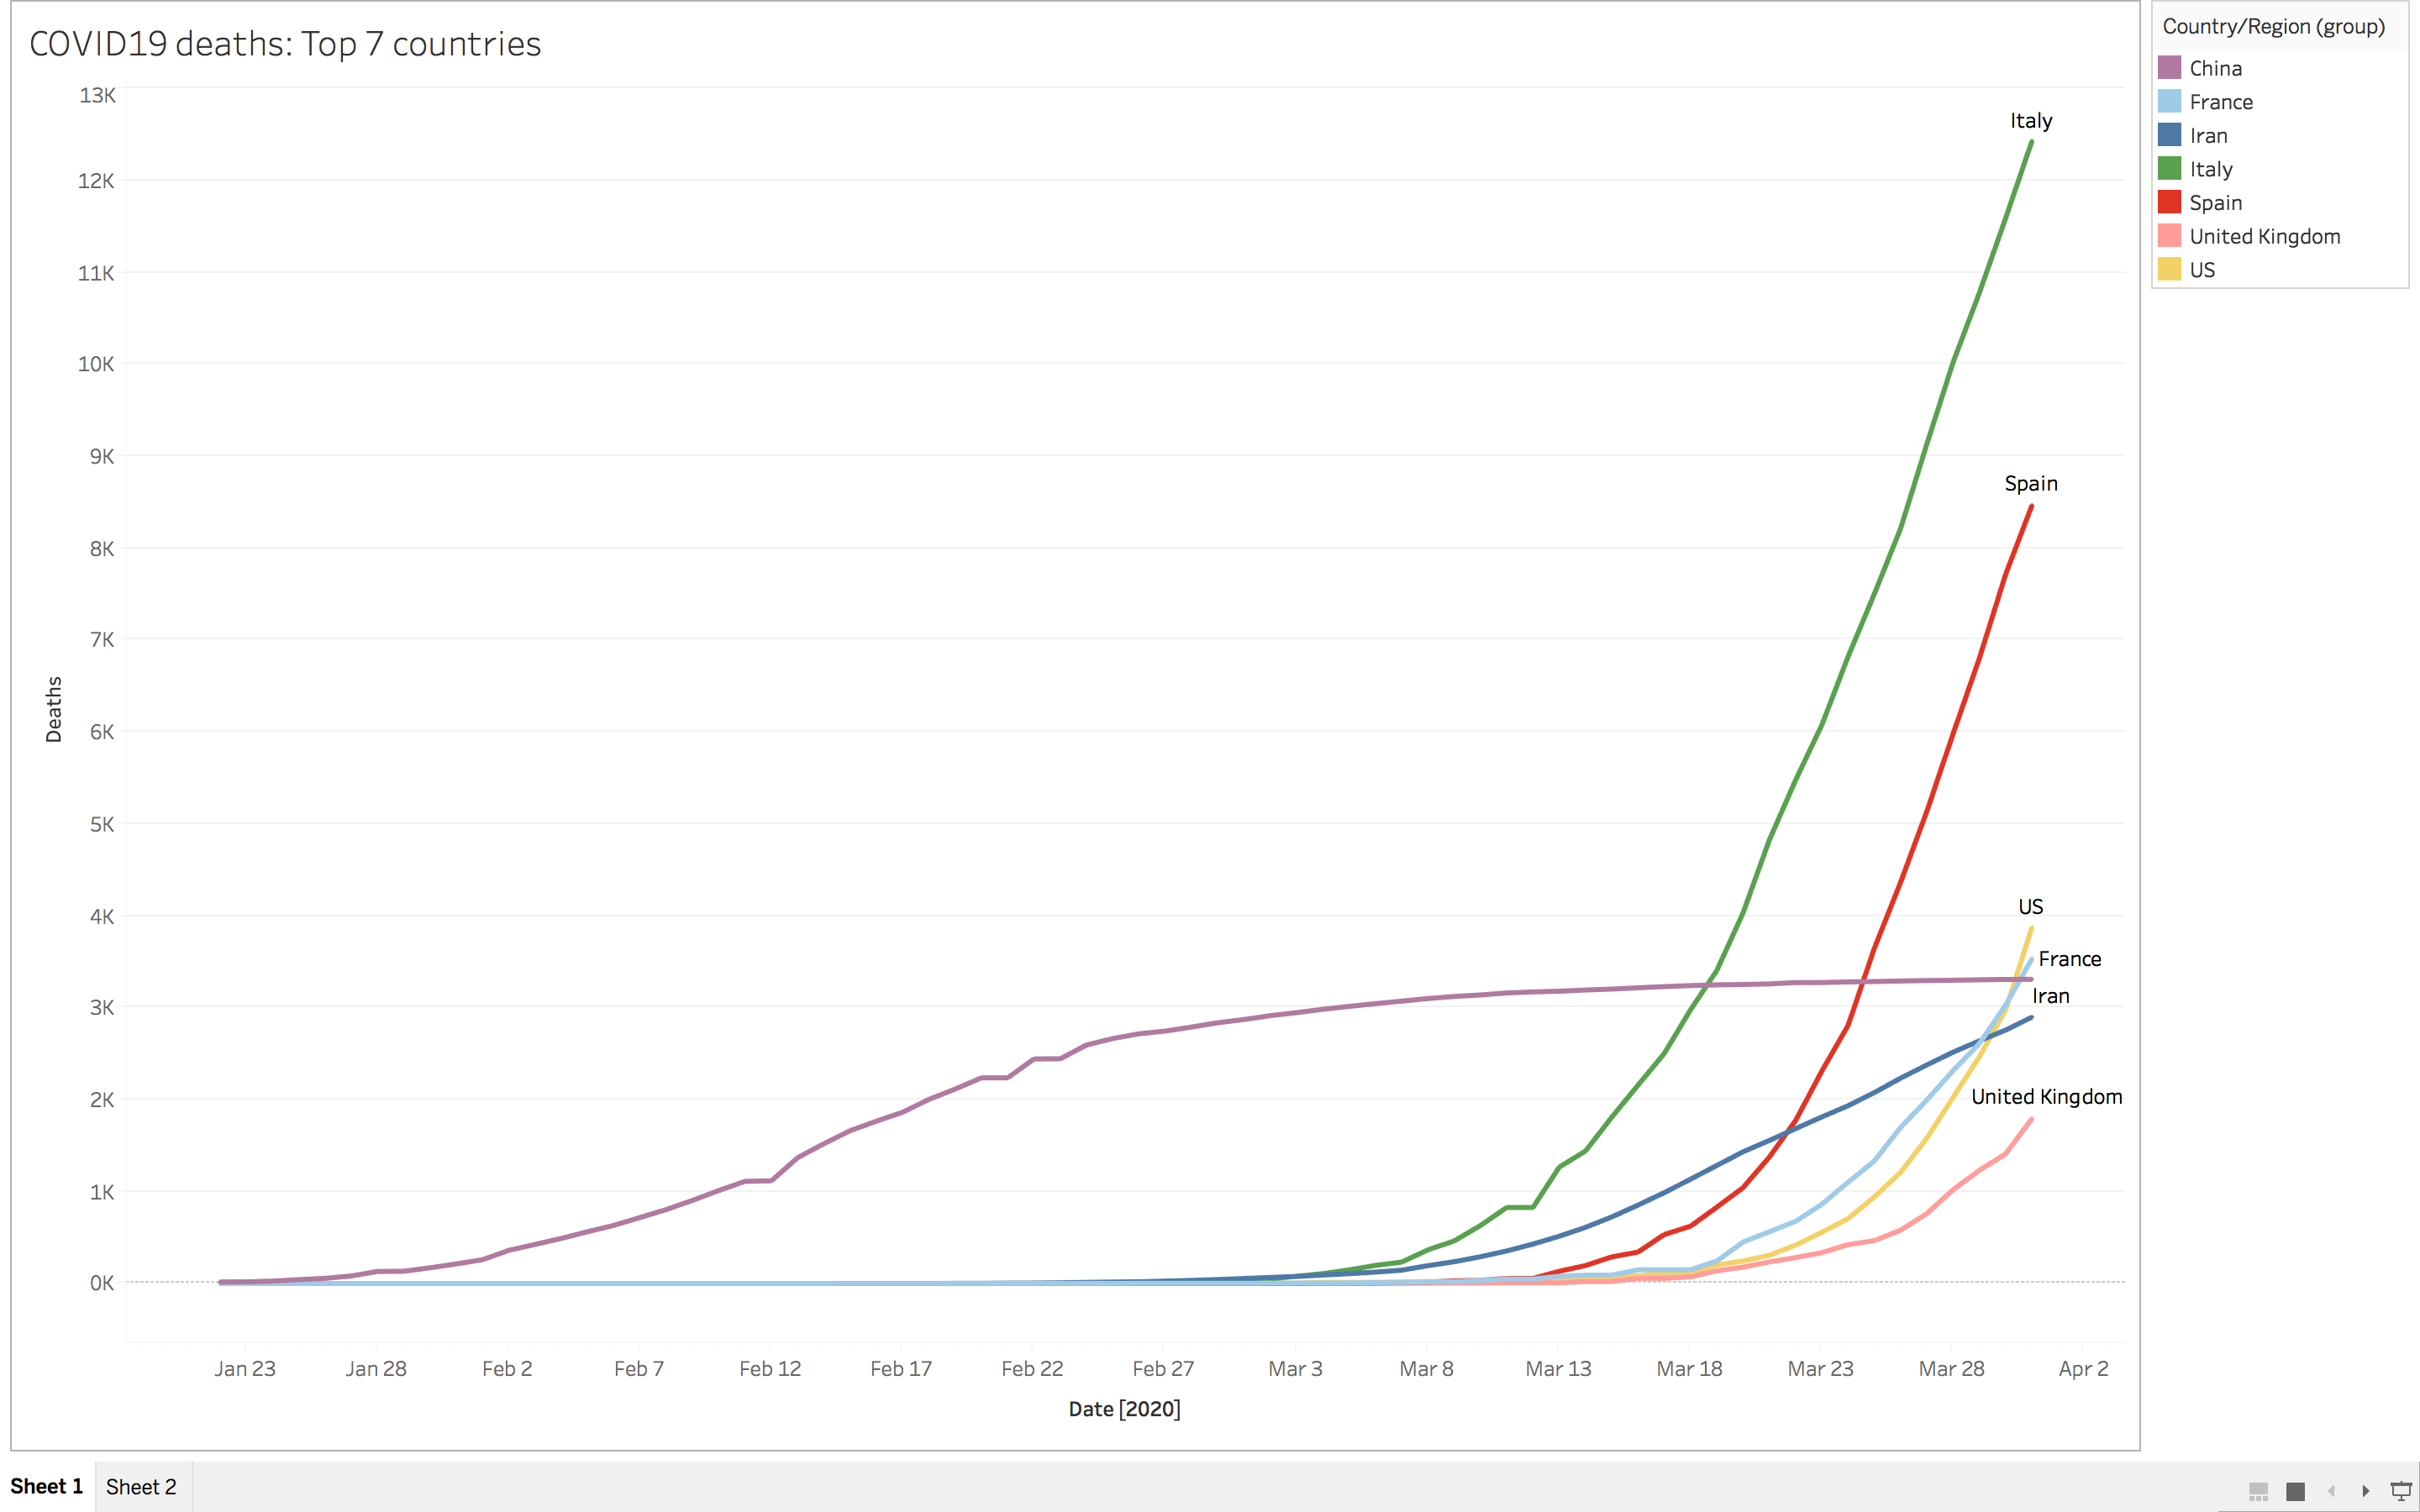 COVID19 deaths: Top 7 countries
Country/Region (group)
China
France
Iran
Italy
Spain
United Kingdom
US
13K
12K
11K
10K
9K
8K
7K
6K
5K
4K
3K
2K
1K
0K
Deaths
Italy
Spain
US
France
Iran
United Kingdom
Jan 23 Jan 28 Feb 2 Feb 7 Feb 12 Feb 17 Feb 22 Feb 27 Mar 3 Mar 8 Mar 13 Mar 18 Mar 23 Mar 28 Apr 2
Date [2020]
Sheet 1 Sheet 2